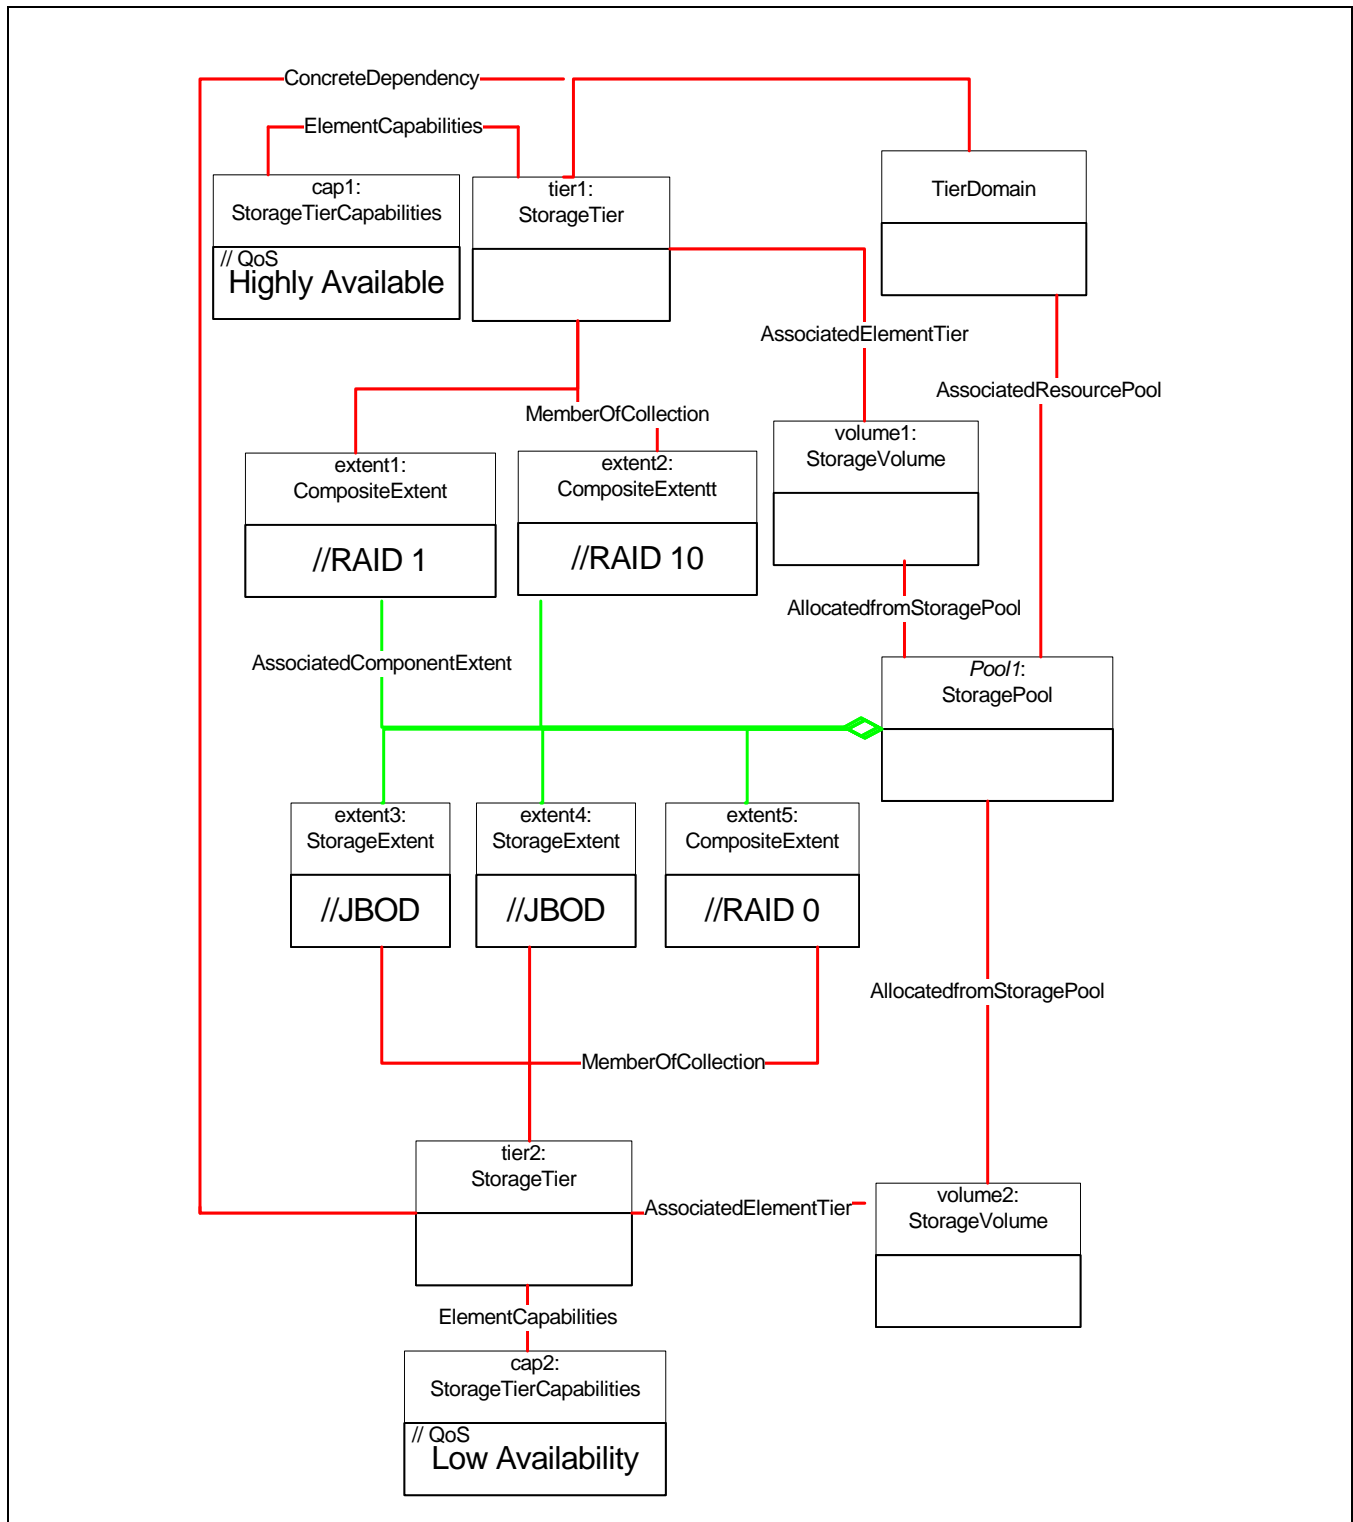 ConcreteDependency
ElementCapabilities
cap1:
StorageTierCapabilities
// QoS
Highly Available
tier1:
StorageTier
TierDomain
AssociatedElementTier
AssociatedResourcePool
MemberOfCollection
extent1:
CompositeExtent
//RAID 1
extent2:
CompositeExtentt
//RAID 10
volume1:
StorageVolume
AllocatedfromStoragePool
AssociatedComponentExtent
Pool1:
StoragePool
extent3:
StorageExtent
//JBOD
extent4:
StorageExtent
//JBOD
extent5:
CompositeExtent
//RAID 0
AllocatedfromStoragePool
MemberOfCollection
tier2:
StorageTier
AssociatedElementTier
volume2:
StorageVolume
ElementCapabilities
cap2:
StorageTierCapabilities
// QoS
Low Availability